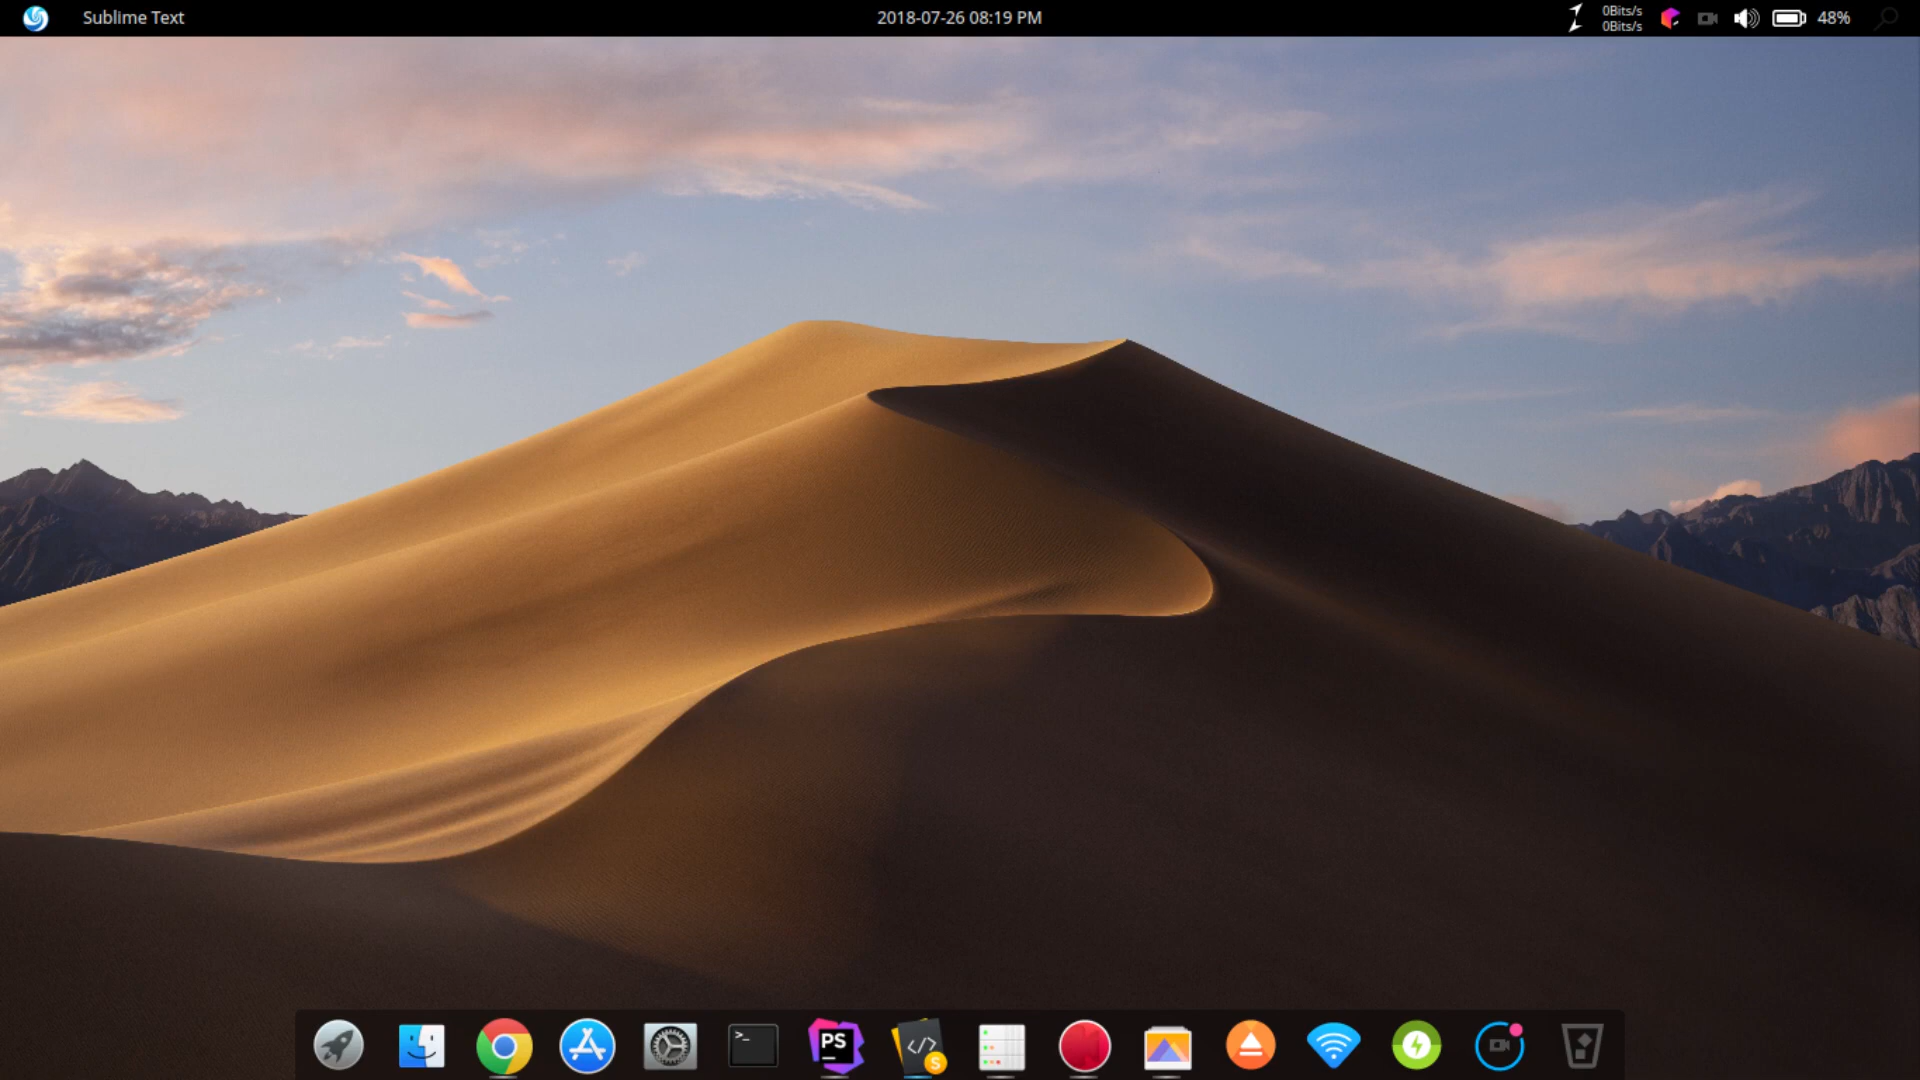 Sublime Text
2018-07-26 08:19 PM
0Bits/s
0Bits/s
48%
>_
PS
</>
S